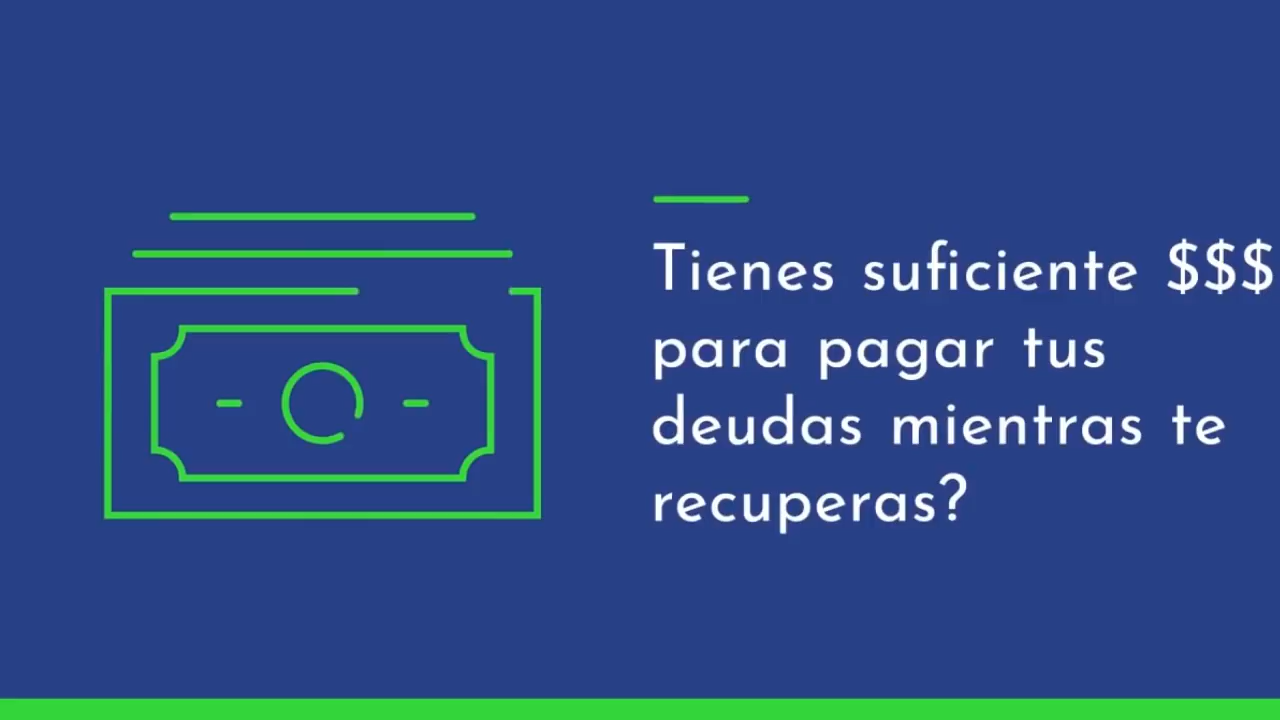 Tienes suficiente $$$
para pagar tus
deudas mientras te
recuperas?